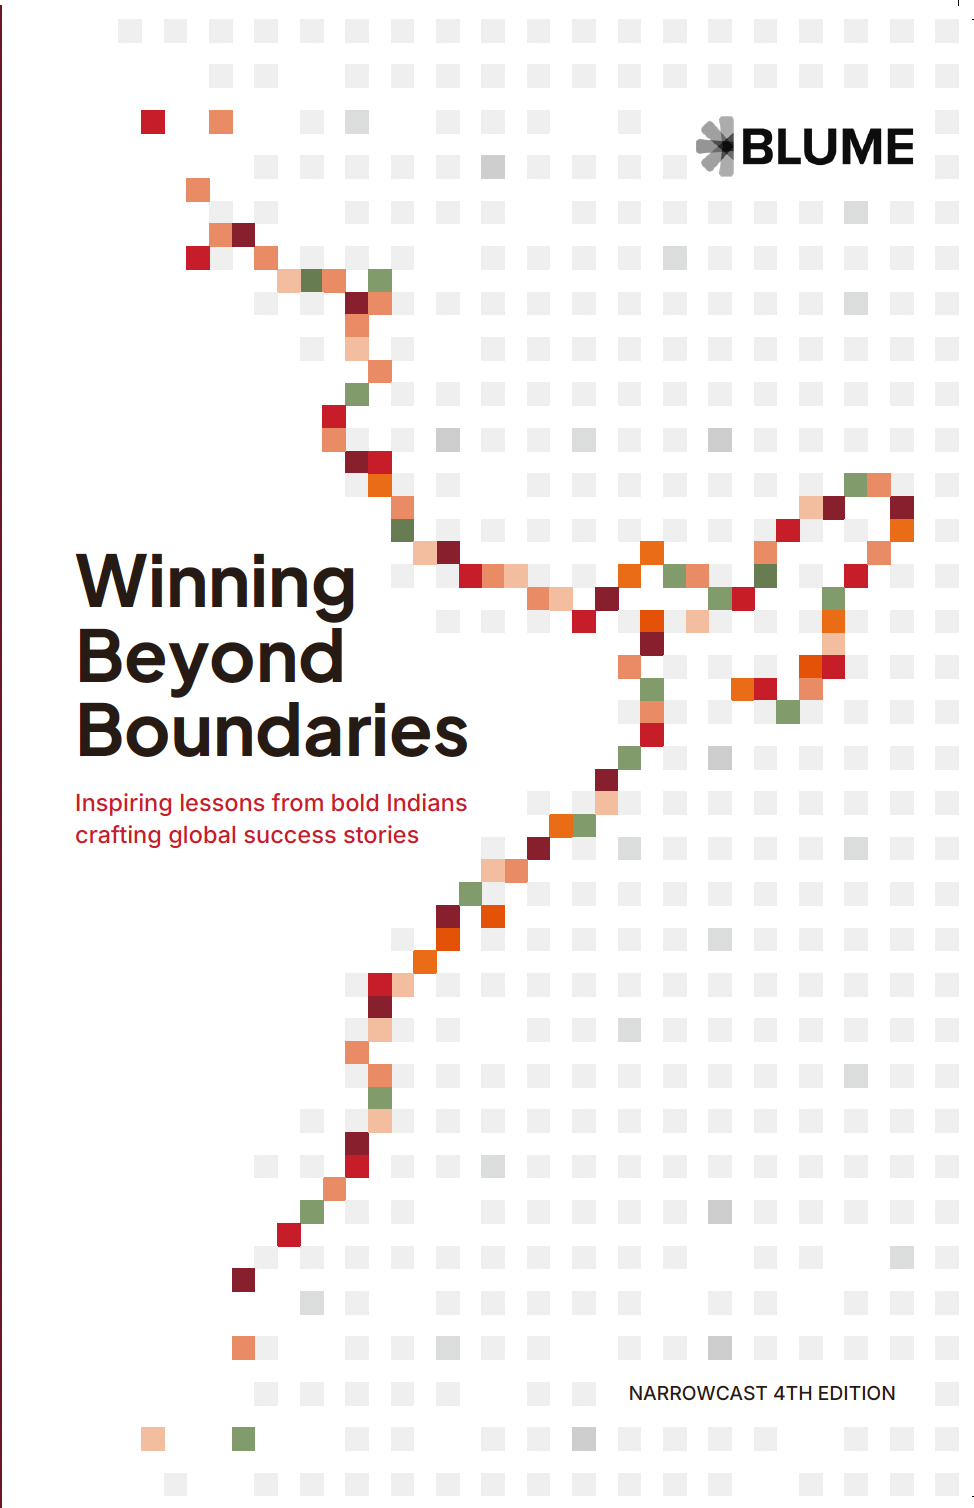 BLUME
Winning
Beyond
Boundaries
Inspiring lessons from bold Indians
crafting global success stories
NARROWCAST 4TH EDITION